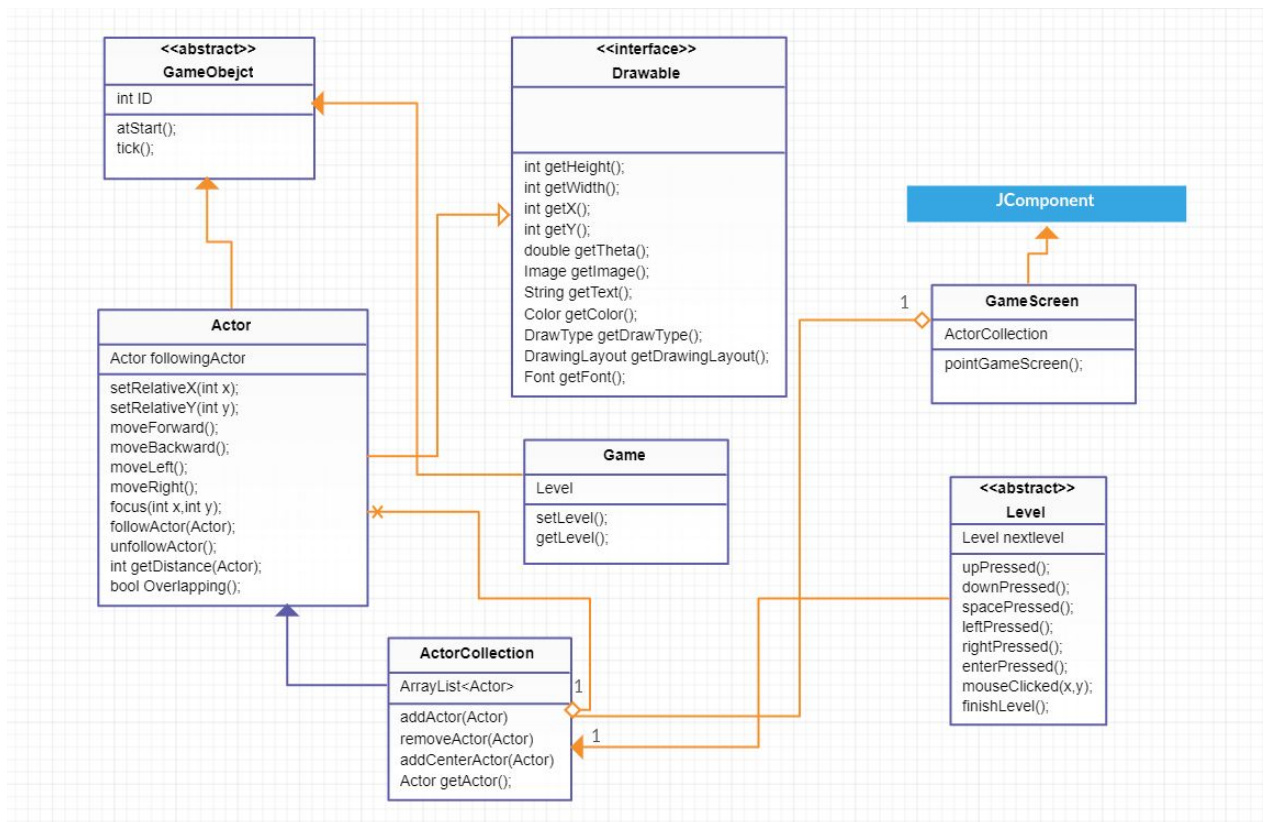 <<abstract>>
GameObejct
int ID
atStart();
tick();
<<interface>>
Drawable
int getHeight();
int getWidth();
int getX();
int getY();
double getTheta();
Image getImage();
String getText();
Color getColor();
DrawType getDrawType();
DrawingLayout getDrawingLayout();
Font getFont();
JComponent
1
GameScreen
ActorCollection
pointGameScreen();
Actor
Actor followingActor
setRelativeX(int x);
setRelativeY(int y);
moveForward();
moveBackward();
moveLeft();
moveRight();
focus(int x,int y);
followActor(Actor);
unfollowActor();
int getDistance(Actor);
bool Overlapping();
Game
Level
setLevel();
getLevel();
<<abstract>>
Level
Level nextlevel
upPressed();
downPressed();
spacePressed();
leftPressed();
rightPressed();
enterPressed();
mouseClicked(x,y);
finishLevel();
ActorCollection
ArrayList<Actor>
addActor(Actor)
removeActor(Actor)
addCenterActor(Actor)
Actor getActor();
1
1